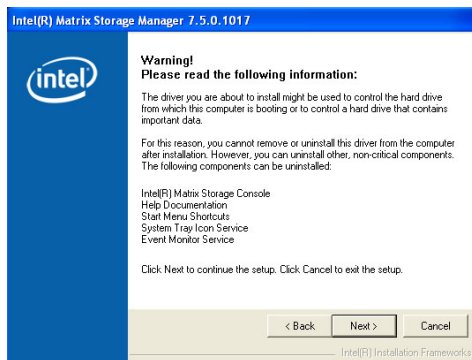 Intel(R) Matrix Storage Manager 7.5.0.1017
intel
Warning!
Please read the following information:
The driver you are about to install might be used to control the hard drive
from which this computer is booting or to control a hard drive that contains
important data.
For this reason, you cannot remove or uninstall this driver from the computer
after installation. However, you can uninstall other, non-critical components.
The following components can be uninstalled:
Intel(R) Matrix Storage Console
Help Documentation
Start Menu Shortcuts
System Tray Icon Service
Event Monitor Service
Click Next to continue the setup. Click Cancel to exit the setup.
< Back Next > Cancel
Intel(R) Installation Frameworks